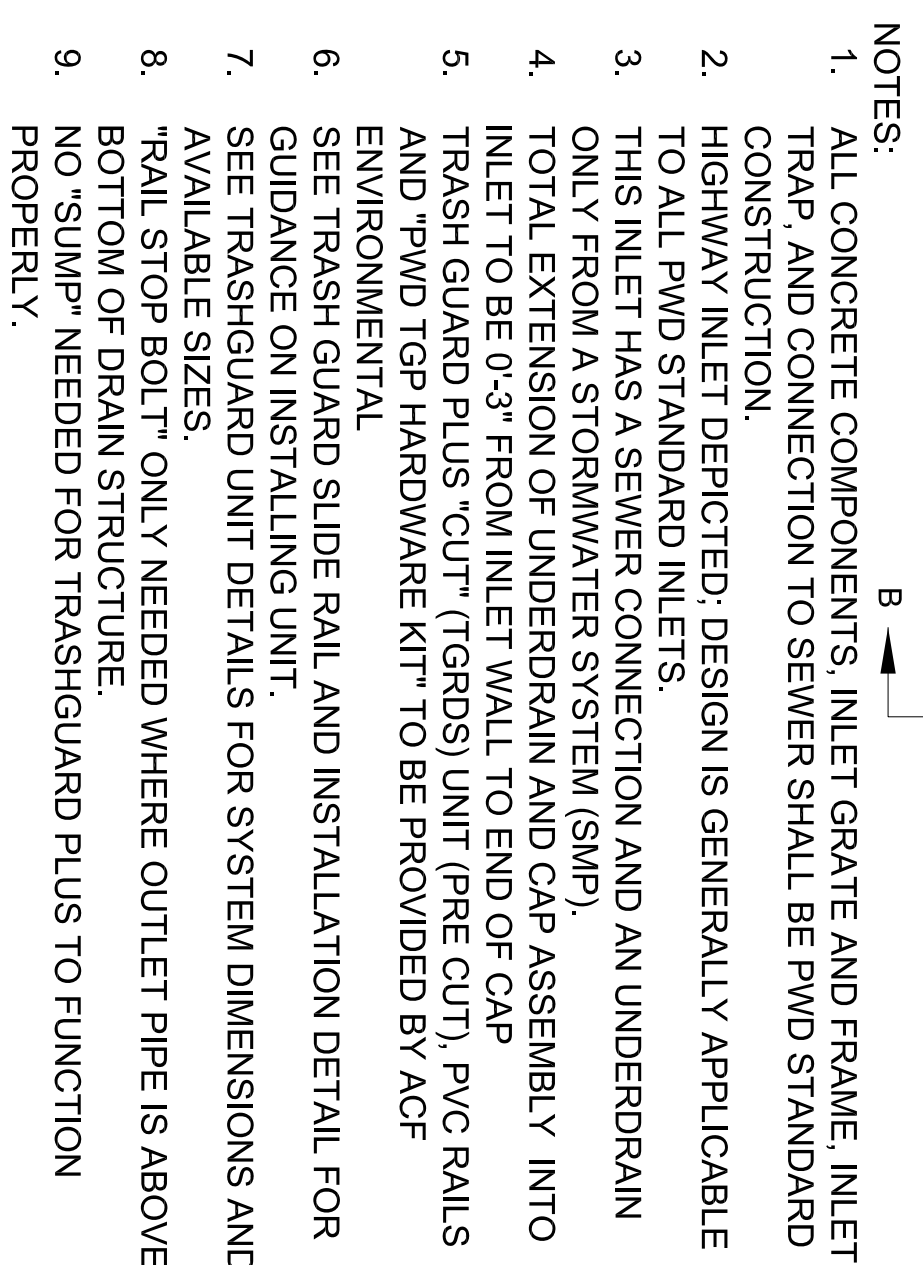 NOTES:
1. ALL CONCRETE COMPONENTS, INLET GRATE AND FRAME, INLET
TRAP, AND CONNECTION TO SEWER SHALL BE PWD STANDARD
CONSTRUCTION.
2. HIGHWAY INLET DEPICTED; DESIGN IS GENERALLY APPLICABLE
TO ALL PWD STANDARD INLETS.
3. THIS INLET HAS A SEWER CONNECTION AND AN UNDERDRAIN
ONLY FROM A STORMWATER SYSTEM (SMP).
4. TOTAL EXTENSION OF UNDERDRAIN AND CAP ASSEMBLY INTO
INLET TO BE 0'-3" FROM INLET WALL TO END OF CAP
5. TRASH GUARD PLUS "CUT" (TGRDS) UNIT (PRE CUT), PVC RAILS
AND "PWD TGP HARDWARE KIT" TO BE PROVIDED BY ACF
ENVIRONMENTAL
6. SEE TRASH GUARD SLIDE RAIL AND INSTALLATION DETAIL FOR
GUIDANCE ON INSTALLING UNIT.
7. SEE TRASHGUARD UNIT DETAILS FOR SYSTEM DIMENSIONS AND
AVAILABLE SIZES.
8. "RAIL STOP BOLT" ONLY NEEDED WHERE OUTLET PIPE IS ABOVE
BOTTOM OF DRAIN STRUCTURE.
9. NO "SUMP" NEEDED FOR TRASHGUARD PLUS TO FUNCTION
PROPERLY.
B